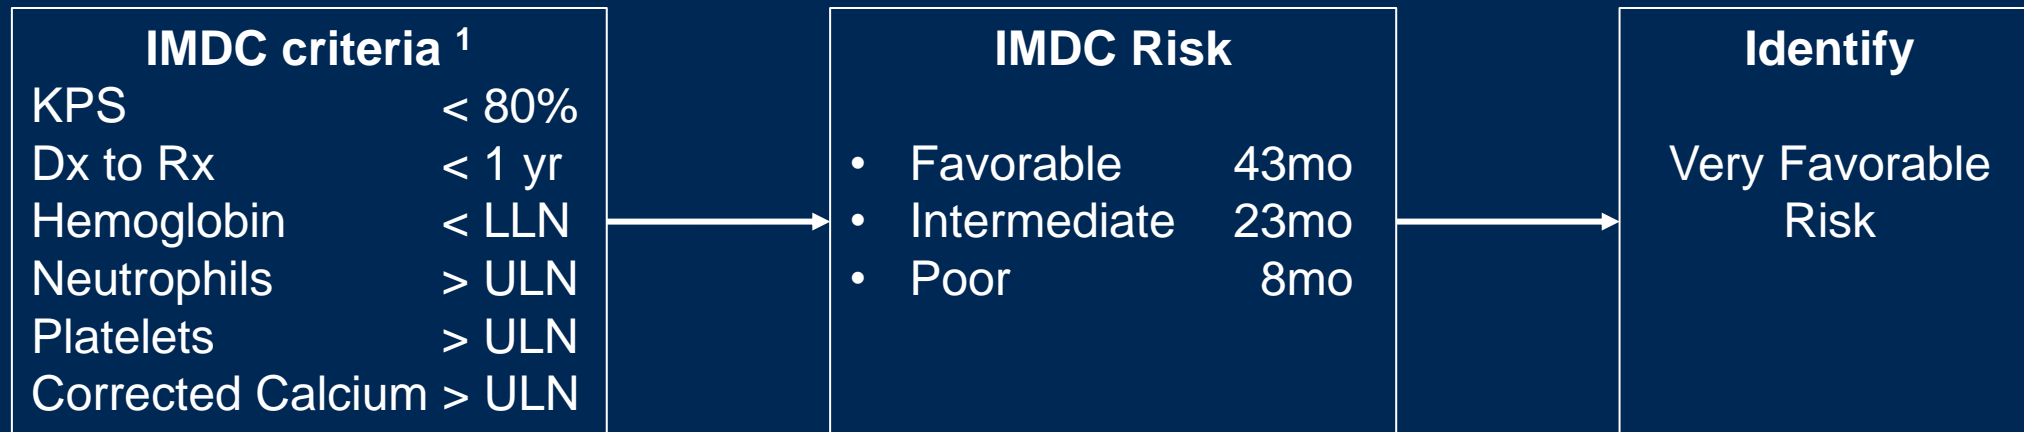 IMDC criteria 1
KPS < 80%
Dx to Rx < 1 yr
Hemoglobin < LLN
Neutrophils > ULN
Platelets > ULN
Corrected Calcium > ULN
IMDC Risk
• Favorable 43mo
• Intermediate 23mo
• Poor 8mo
Identify
Very Favorable
Risk